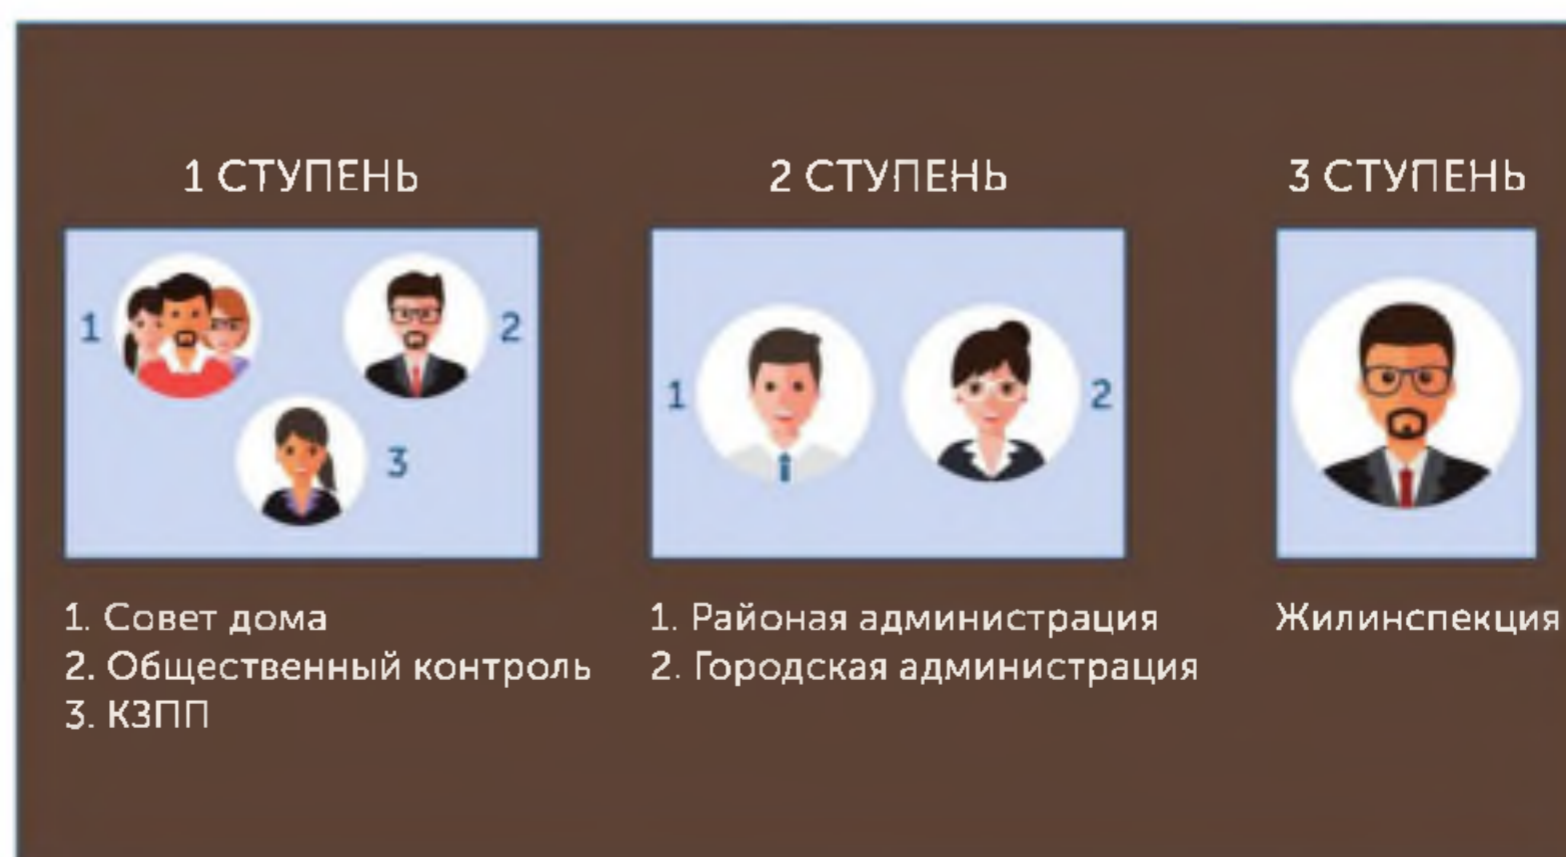 1 СТУПЕНЬ
1
2
3
1. Совет дома
2. Общественный контроль
3. КЗПП
2 СТУПЕНЬ
1
2
1. Районая администрация
2. Городская администрация
3 СТУПЕНЬ
Жилинспекция